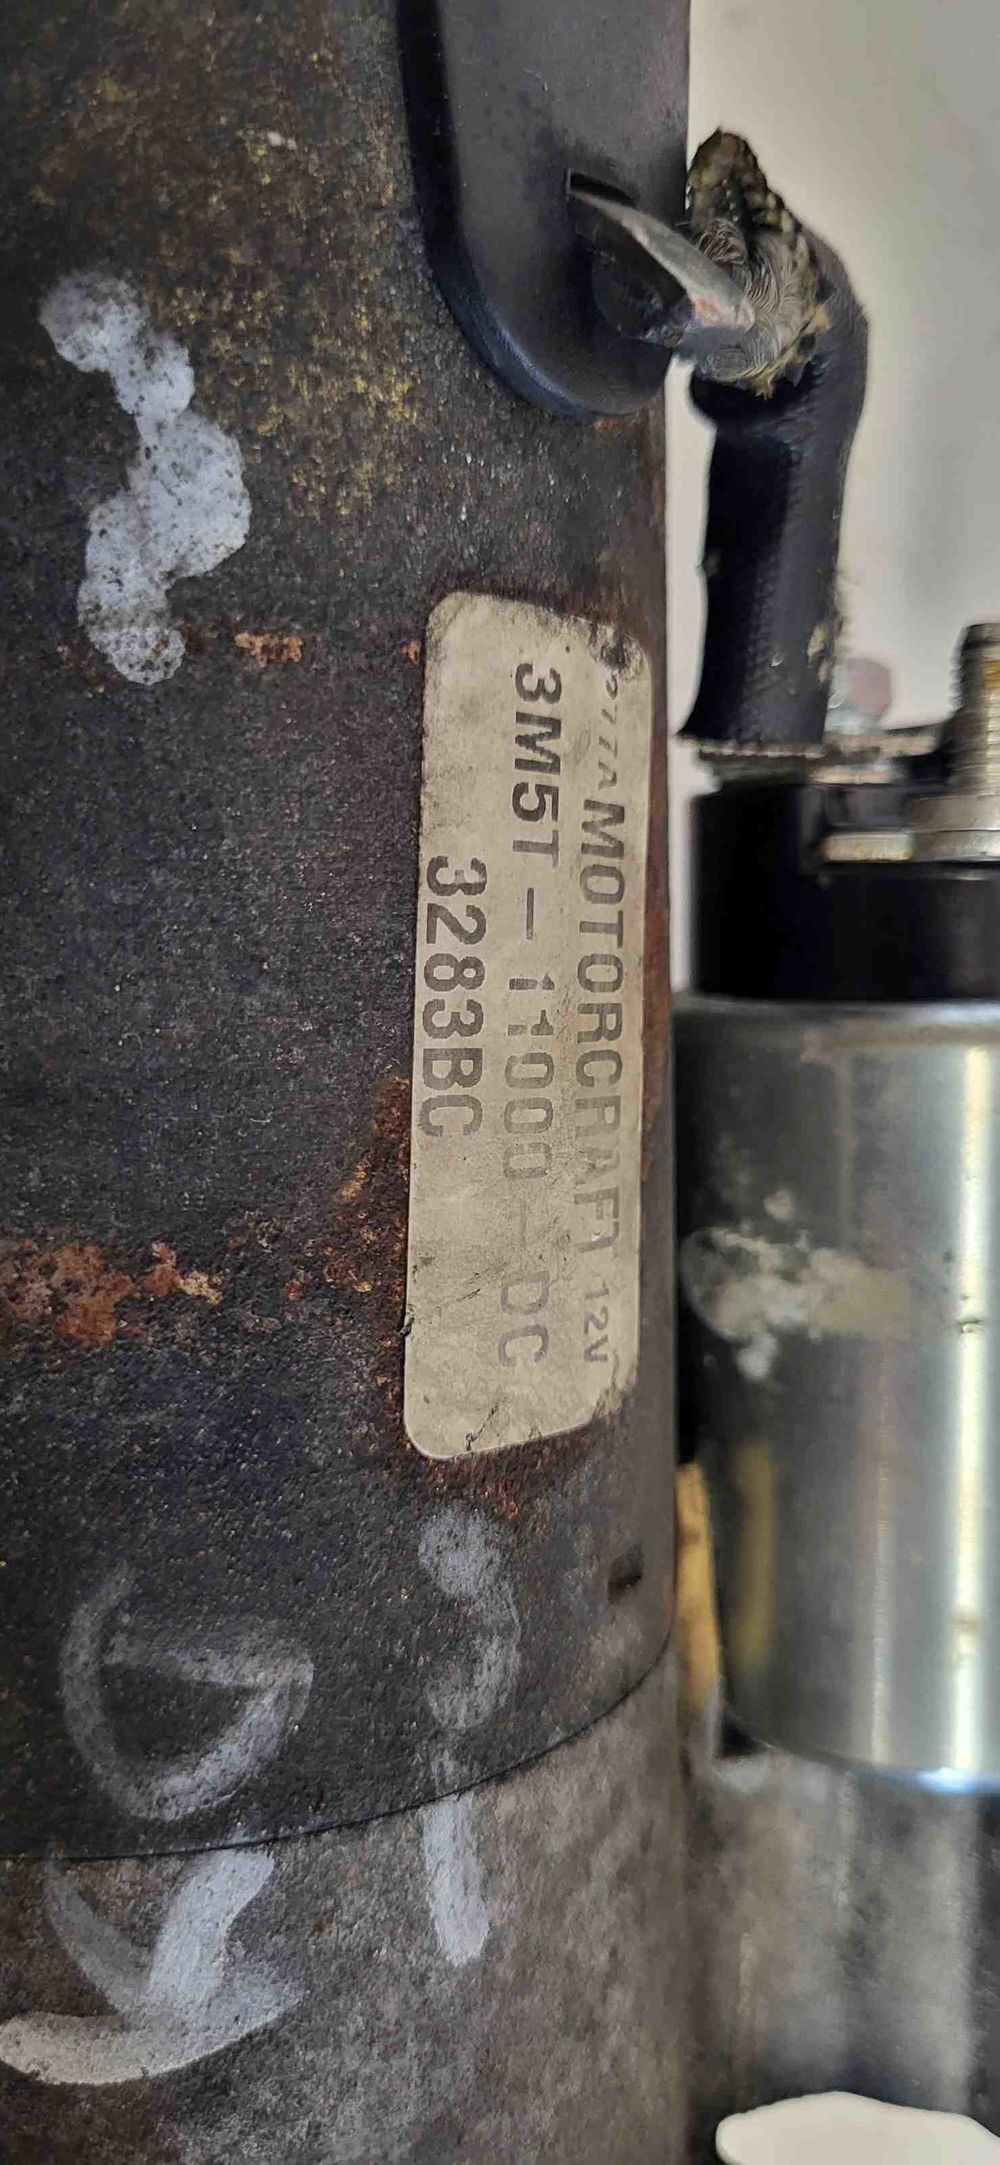 MOTORCRAFT 12V
3M5T-11000-DC
3283BC